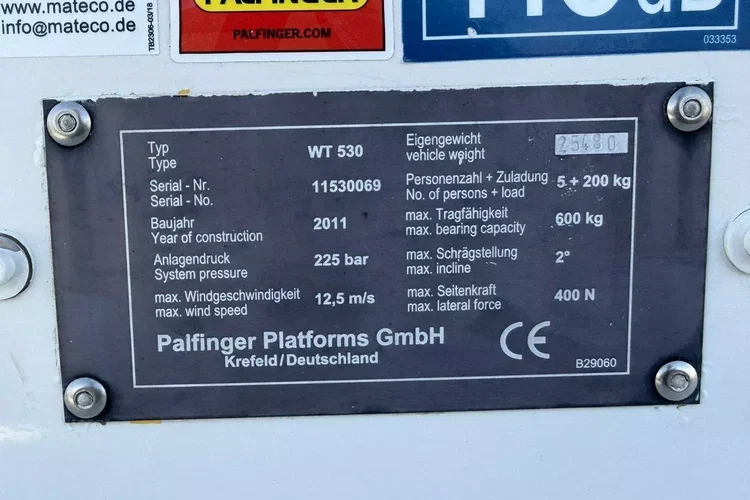 www.mateco.de
info@mateco.de
TB2306-03/18
PALFINGER
PALFINGER.COM
dB
033353
Typ
Type
WT 530
Serial - Nr.
Serial - No.
11530069
Baujahr
Year of construction
2011
Anlagendruck
System pressure
225 bar
max. Windgeschwindigkeit
max. wind speed
12,5 m/s
Eigengewicht
vehicle weight
25480
Personenzahl + Zuladung
No. of persons + load
5 + 200 kg
max. Tragfähigkeit
max. bearing capacity
600 kg
max. Schrägstellung
max. incline
2°
max. Seitenkraft
max. lateral force
400 N
Palfinger Platforms GmbH
Krefeld/Deutschland
CE
B29060